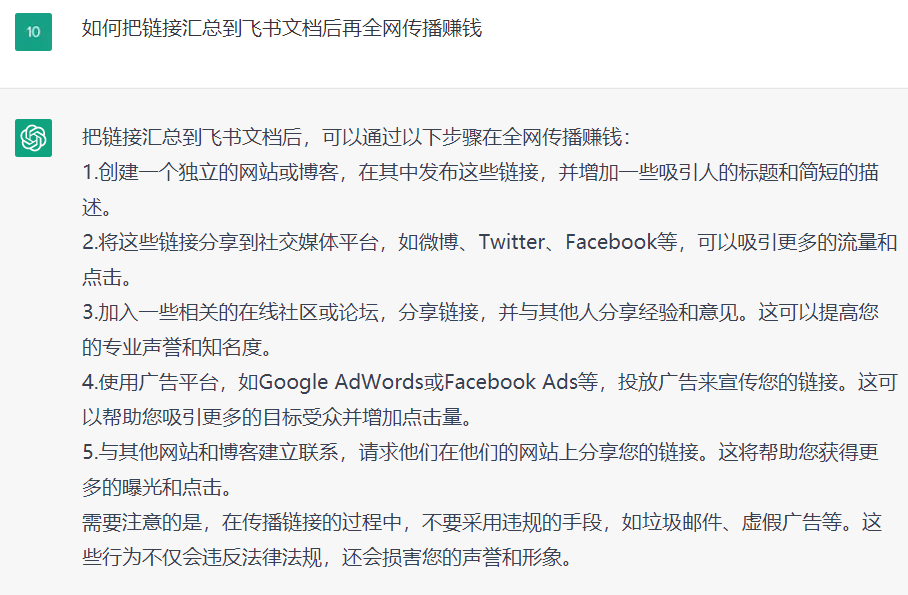 10
如何把链接汇总到飞书文档后再全网传播赚钱
把链接汇总到飞书文档后，可以通过以下步骤在全网传播赚钱：
1.创建一个独立的网站或博客，在其中发布这些链接，并增加一些吸引人的标题和简短的描
述。
2.将这些链接分享到社交媒体平台，如微博、Twitter、Facebook等，可以吸引更多的流量和
点击。
3.加入一些相关的在线社区或论坛，分享链接，并与其他人分享经验和意见。这可以提高您
的专业声誉和知名度。
4.使用广告平台，如Google AdWords或Facebook Ads等，投放广告来宣传您的链接。这可
以帮助您吸引更多的目标受众并增加点击量。
5.与其他网站和博客建立联系，请求他们在他们的网站上分享您的链接。这将帮助您获得更
多的曝光和点击。
需要注意的是，在传播链接的过程中，不要采用违规的手段，如垃圾邮件、虚假广告等。这
些行为不仅会违反法律法规，还会损害您的声誉和形象。